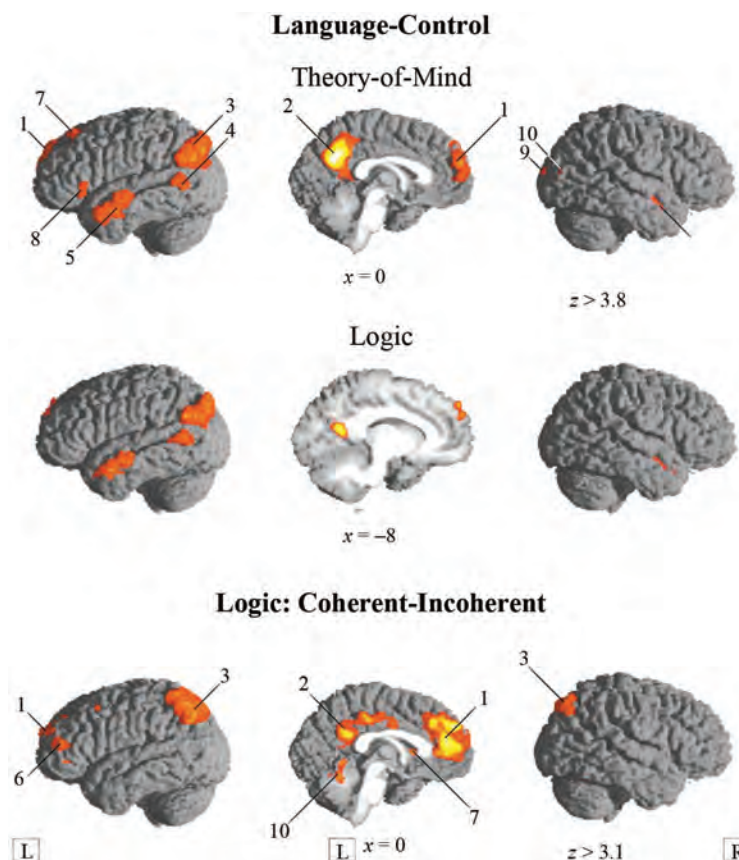 Language-Control
Theory-of-Mind
7
1
3
4
8
5
2
1
10
9
x = 0
z > 3.8
Logic
x = –8
Logic: Coherent-Incoherent
1
3
6
2
1
10
7
3
L
L
x = 0
z > 3.1
R